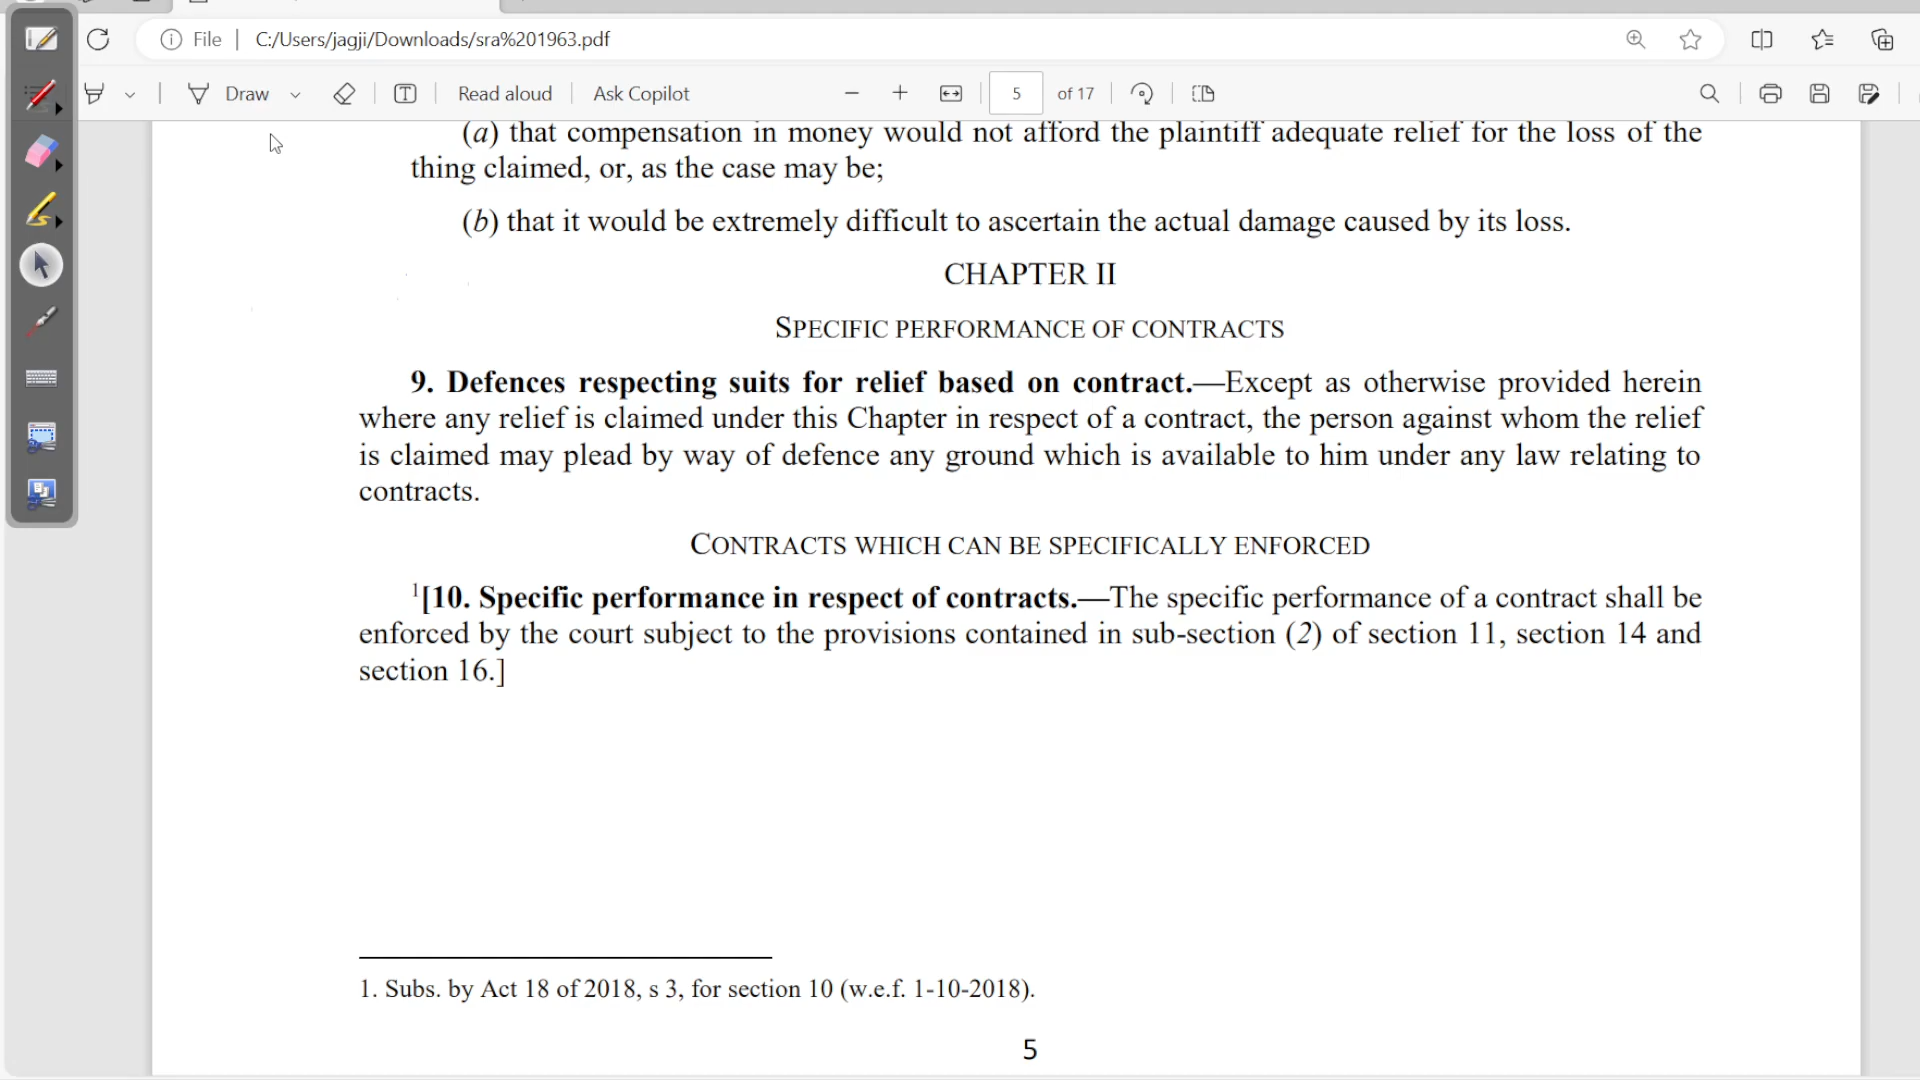 File | C:/Users/jagji/Downloads/sra%201963.pdf
Draw Read aloud Ask Copilot 5 of 17
(a) that compensation in money would not afford the plaintiff adequate relief for the loss of the
thing claimed, or, as the case may be;
(b) that it would be extremely difficult to ascertain the actual damage caused by its loss.
CHAPTER II
SPECIFIC PERFORMANCE OF CONTRACTS
9. Defences respecting suits for relief based on contract.—Except as otherwise provided herein
where any relief is claimed under this Chapter in respect of a contract, the person against whom the relief
is claimed may plead by way of defence any ground which is available to him under any law relating to
contracts.
CONTRACTS WHICH CAN BE SPECIFICALLY ENFORCED
1[10. Specific performance in respect of contracts.—The specific performance of a contract shall be
enforced by the court subject to the provisions contained in sub-section (2) of section 11, section 14 and
section 16.]
1. Subs. by Act 18 of 2018, s 3, for section 10 (w.e.f. 1-10-2018).
5